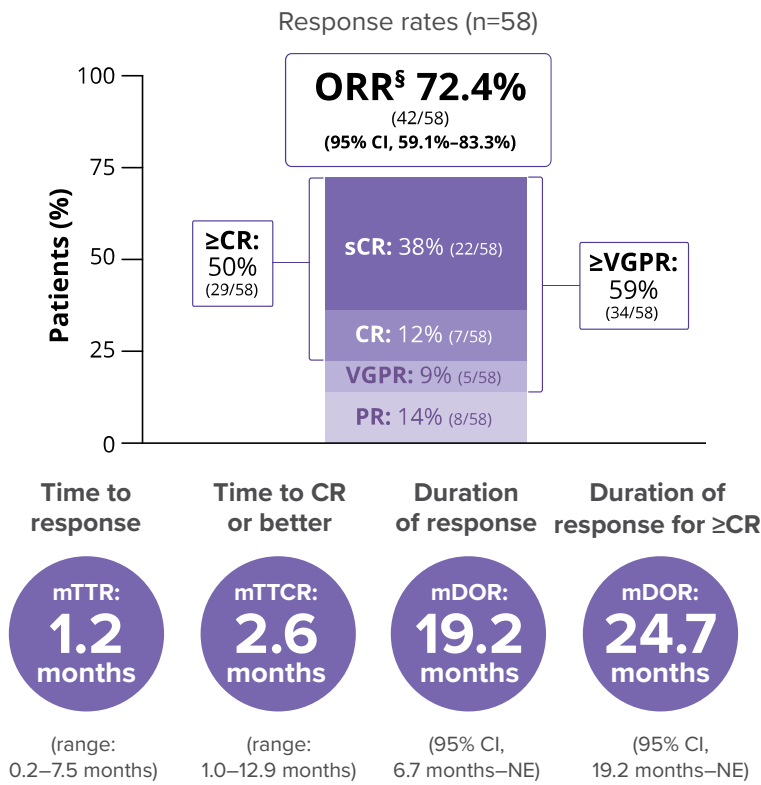 Response rates (n=58)
ORR§ 72.4%
(42/58)
(95% CI, 59.1%–83.3%)
Patients (%)
100
75
50
25
0
≥CR:
50%
(29/58)
sCR: 38% (22/58)
CR: 12% (7/58)
VGPR: 9% (5/58)
PR: 14% (8/58)
≥VGPR:
59%
(34/58)
Time to
response
mTTR:
1.2
months
(range:
0.2–7.5 months)
Time to CR
or better
mTTCR:
2.6
months
(range:
1.0–12.9 months)
Duration
of response
mDOR:
19.2
months
(95% CI,
6.7 months–NE)
Duration of
response for ≥CR
mDOR:
24.7
months
(95% CI,
19.2 months–NE)